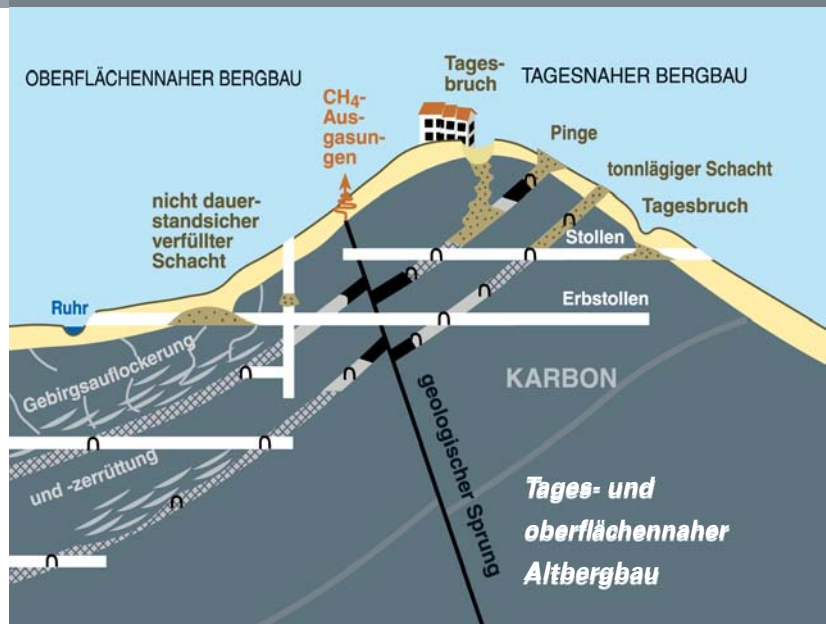 OBERFLÄCHENNAHER BERGBAU
Tages-
bruch
TAGESNAHER BERGBAU
CH4-
Aus-
gasun-
gen
Pinge
tonnlägiger Schacht
Tagesbruch
nicht dauer-
standsicher
verfüllter
Schacht
Stollen
Ruhr
Erbstollen
Gebirgsauflockerung
und -zerrüttung
geologischer Sprung
KARBON
Tages- und
oberflächennaher
Altbergbau